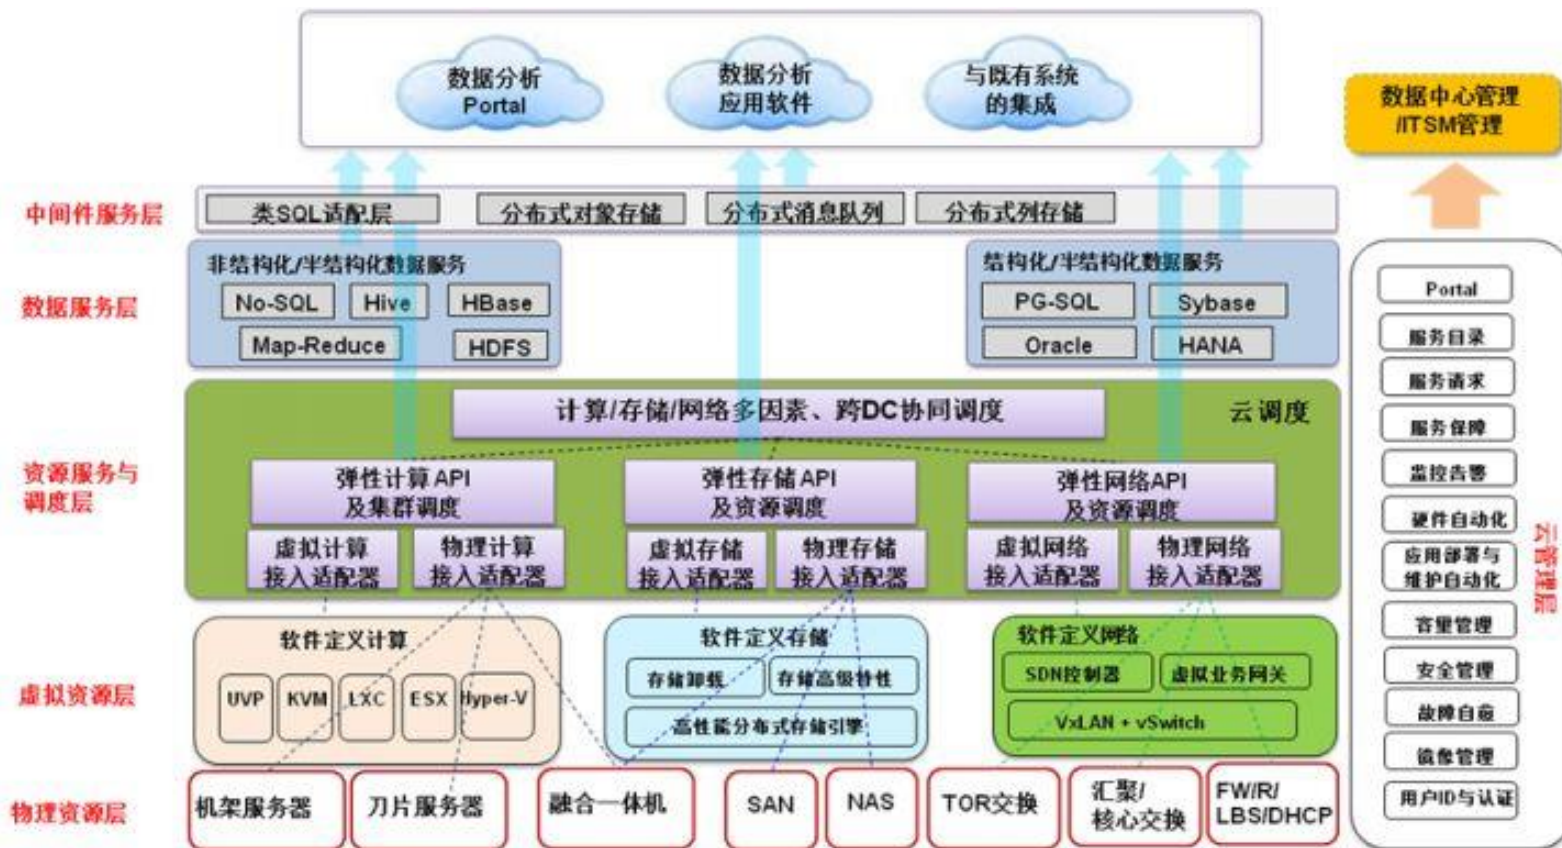 数据分析
Portal
数据分析
应用软件
与既有系统
的集成
数据中心管理
/ITSM管理
中间件服务层
类SQL适配层
分布式对象存储
分布式消息队列
分布式列存储
数据服务层
非结构化/半结构化数据服务
No-SQL
Hive
HBase
Map-Reduce
HDFS
结构化/半结构化数据服务
PG-SQL
Sybase
Oracle
HANA
资源服务与
调度层
计算/存储/网络多因素、跨DC协同调度
云调度
弹性计算API
及集群调度
弹性存储API
及资源调度
弹性网络API
及资源调度
虚拟计算
接入适配器
物理计算
接入适配器
虚拟存储
接入适配器
物理存储
接入适配器
虚拟网络
接入适配器
物理网络
接入适配器
虚拟资源层
软件定义计算
UVP
KVM
LXC
ESX
Hyper-V
软件定义存储
存储卸载
存储高级特性
高性能分布式存储引擎
软件定义网络
SDN控制器
虚拟业务网关
VxLAN + vSwitch
物理资源层
机架服务器
刀片服务器
融合一体机
SAN
NAS
TOR交换
汇聚/
核心交换
FW/R/
LBS/DHCP
Portal
服务目录
服务请求
服务保障
监控告警
硬件自动化
应用部署与
维护自动化
容量管理
安全管理
故障自愈
镜像管理
用户ID与认证
云管理层